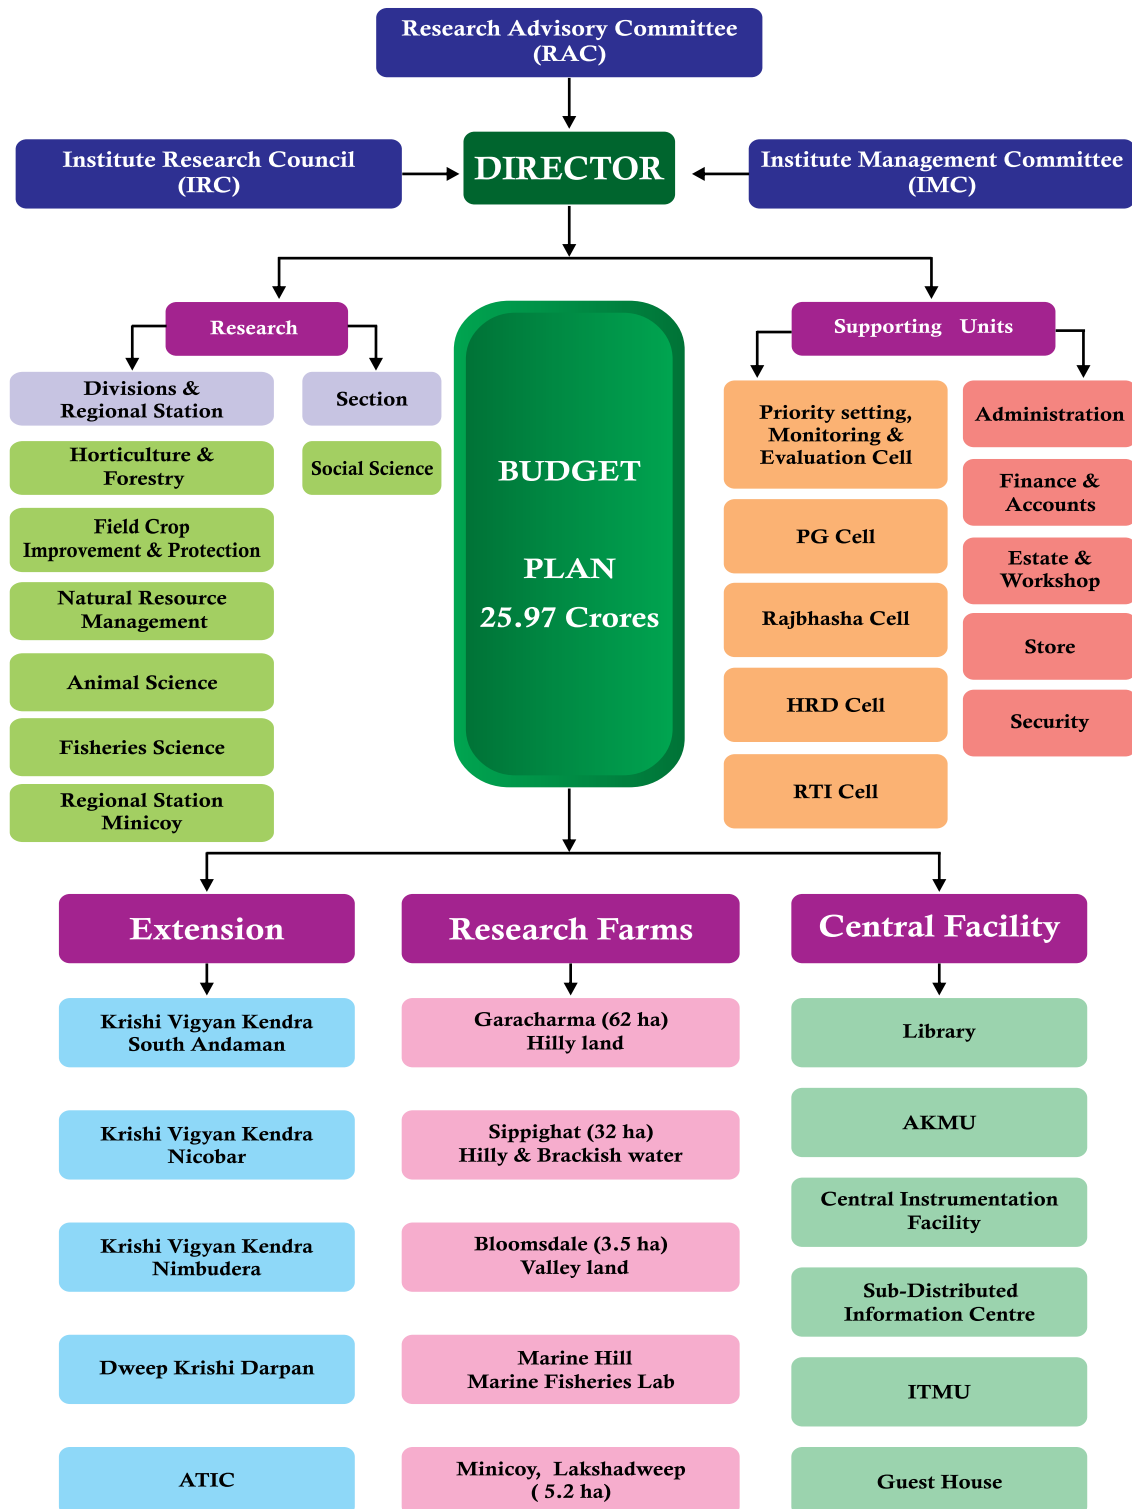 Research Advisory Committee
(RAC)
Institute Research Council
(IRC)
DIRECTOR
Institute Management Committee
(IMC)
Research
Supporting Units
Divisions &
Regional Station
Horticulture &
Forestry
Field Crop
Improvement & Protection
Natural Resource
Management
Animal Science
Fisheries Science
Regional Station
Minicoy
Section
Social Science
BUDGET
PLAN
25.97 Crores
Priority setting,
Monitoring &
Evaluation Cell
PG Cell
Rajbhasha Cell
HRD Cell
RTI Cell
Administration
Finance &
Accounts
Estate &
Workshop
Store
Security
Extension
Krishi Vigyan Kendra
South Andaman
Krishi Vigyan Kendra
Nicobar
Krishi Vigyan Kendra
Nimbudera
Dweep Krishi Darpan
ATIC
Research Farms
Garacharma (62 ha)
Hilly land
Sippighat (32 ha)
Hilly & Brackish water
Bloomsdale (3.5 ha)
Valley land
Marine Hill
Marine Fisheries Lab
Minicoy, Lakshadweep
( 5.2 ha)
Central Facility
Library
AKMU
Central Instrumentation
Facility
Sub-Distributed
Information Centre
ITMU
Guest House